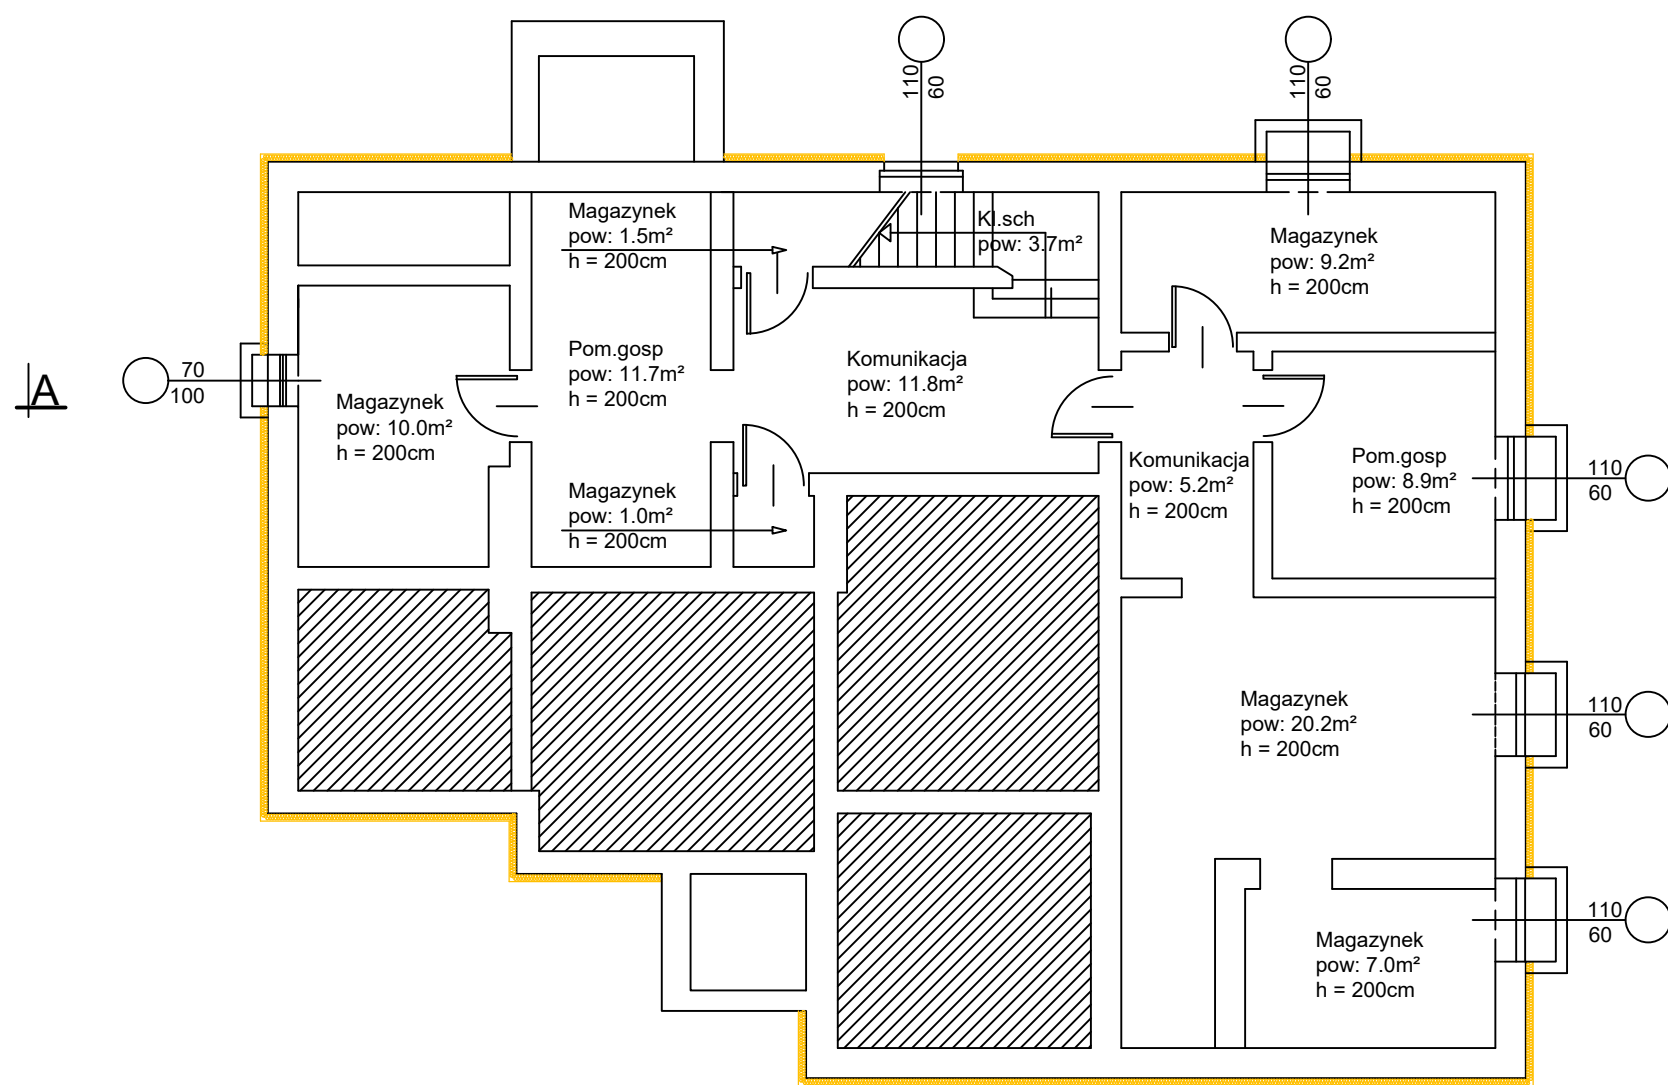 110
60
110
60
Magazynek
pow: 1.5m²
h = 200cm
Kl.sch
pow: 3.7m²
Magazynek
pow: 9.2m²
h = 200cm
A
70
100
Magazynek
pow: 10.0m²
h = 200cm
Pom.gosp
pow: 11.7m²
h = 200cm
Komunikacja
pow: 11.8m²
h = 200cm
Magazynek
pow: 1.0m²
h = 200cm
Komunikacja
pow: 5.2m²
h = 200cm
Pom.gosp
pow: 8.9m²
h = 200cm
110
60
Magazynek
pow: 20.2m²
h = 200cm
110
60
Magazynek
pow: 7.0m²
h = 200cm
110
60